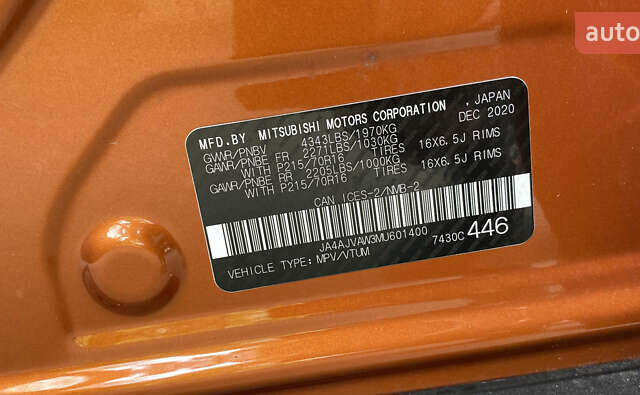 auto
MFD.BY MITSUBISHI MOTORS CORPORATION , JAPAN
DEC 2020
GVWR/PNBV 4343LBS/1970KG
GAWR/PNBE FR 2271LBS/1030KG
WITH P215/70R16 TIRES 16X6.5J RIMS
GAWR/PNBE RR 2205LBS/1000KG
WITH P215/70R16 TIRES 16X6.5J RIMS
CAN ICES-2/NMB-2
JA4AJVAW3MU601400
7430C 446
VEHICLE TYPE: MPV/VTUM